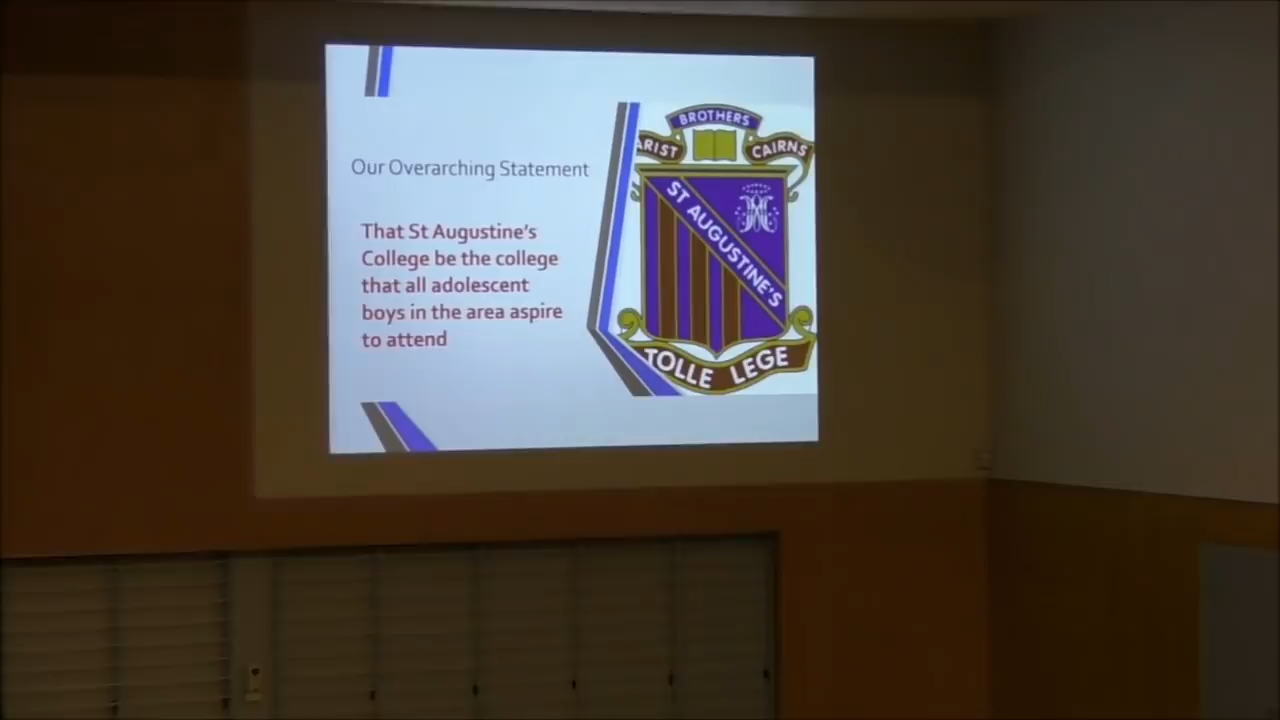 Our Overarching Statement
That St Augustine's
College be the college
that all adolescent
boys in the area aspire
to attend
BROTHERS
ARIST
CAIRNS
ST AUGUSTINE'S
TOLLE LEGE